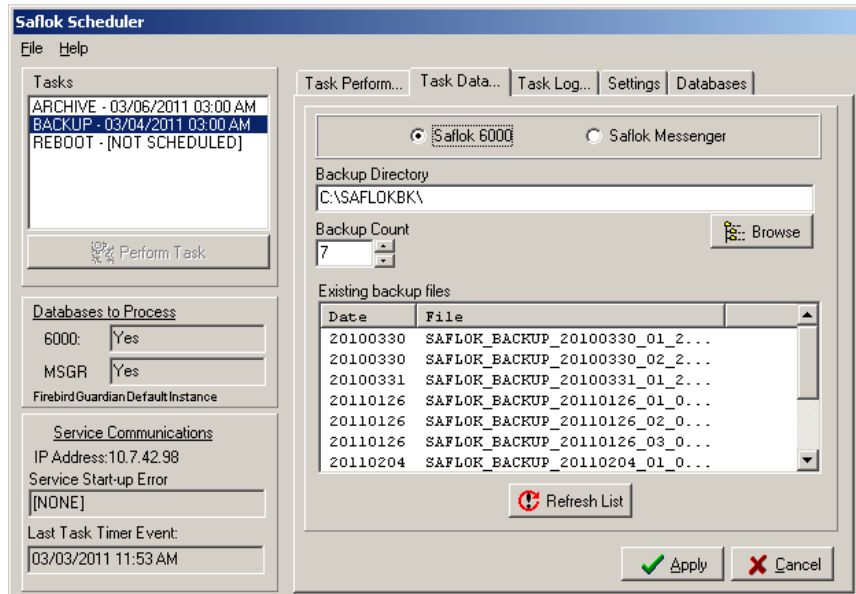 Saflok Scheduler
File Help
Tasks
ARCHIVE - 03/06/2011 03:00 AM
BACKUP - 03/04/2011 03:00 AM
REBOOT - [NOT SCHEDULED]
Perform Task
Databases to Process
6000: Yes
MSGR Yes
Firebird Guardian Default Instance
Service Communications
IP Address:10.7.42.98
Service Start-up Error
[NONE]
Last Task Timer Event:
03/03/2011 11:53 AM
Task Perform... Task Data... Task Log... Settings Databases
Saflok 6000 Saflok Messenger
Backup Directory
C:\SAFLOKBK\
Backup Count
7
Browse
Existing backup files
Date File
20100330 SAFLOK_BACKUP_20100330_01_2...
20100330 SAFLOK_BACKUP_20100330_02_2...
20100331 SAFLOK_BACKUP_20100331_01_2...
20110126 SAFLOK_BACKUP_20110126_01_0...
20110126 SAFLOK_BACKUP_20110126_02_0...
20110126 SAFLOK_BACKUP_20110126_03_0...
20110204 SAFLOK_BACKUP_20110204_01_0...
Refresh List
Apply Cancel